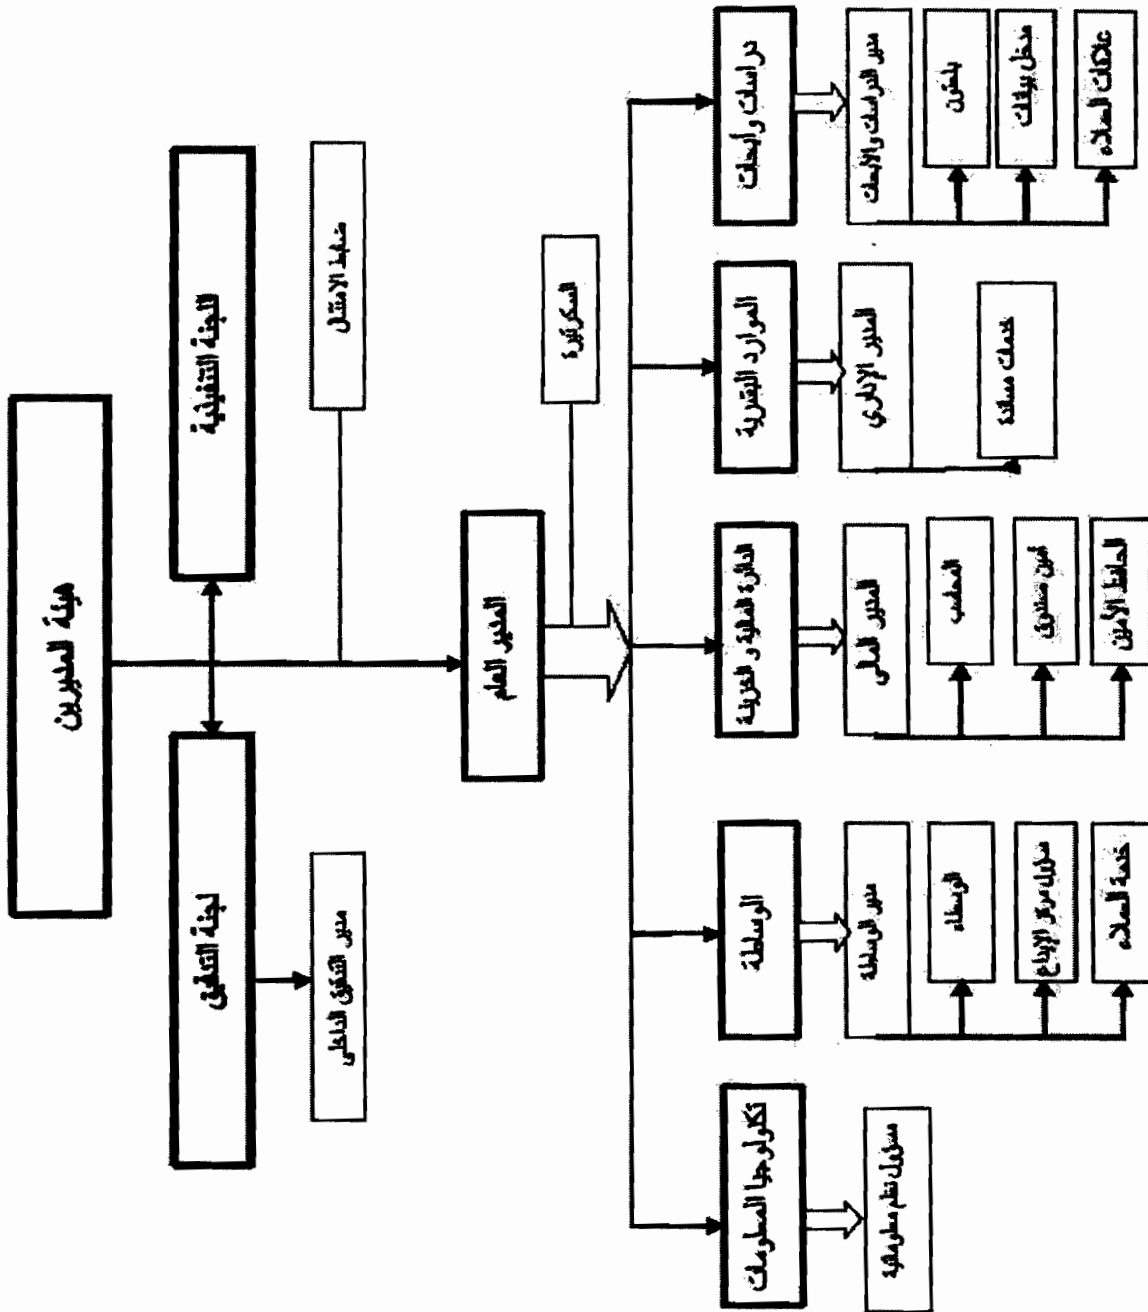 هيئة المديرين
اللجنة التنفيذية
لجنة التدقيق
ضابط الامتثال
مدير التدقيق الداخلي
المدير العام
السكرتيرة
دراسات وأبحاث
الموارد البشرية
الدائرة المالية و الخزينة
الوساطة
تكنولوجيا المعلومات
مدير الدراسات والأبحاث
المدير الإداري
المدير المالي
مدير الوساطة
مسؤول نظم معلوماتية
باحثون
مدخل بيانات
علاقات العملاء
خدمات مساندة
المحاسب
أمين صندوق
الحافظ الأمين
الوسطاء
مسؤول مركز الإيداع
خدمة العملاء